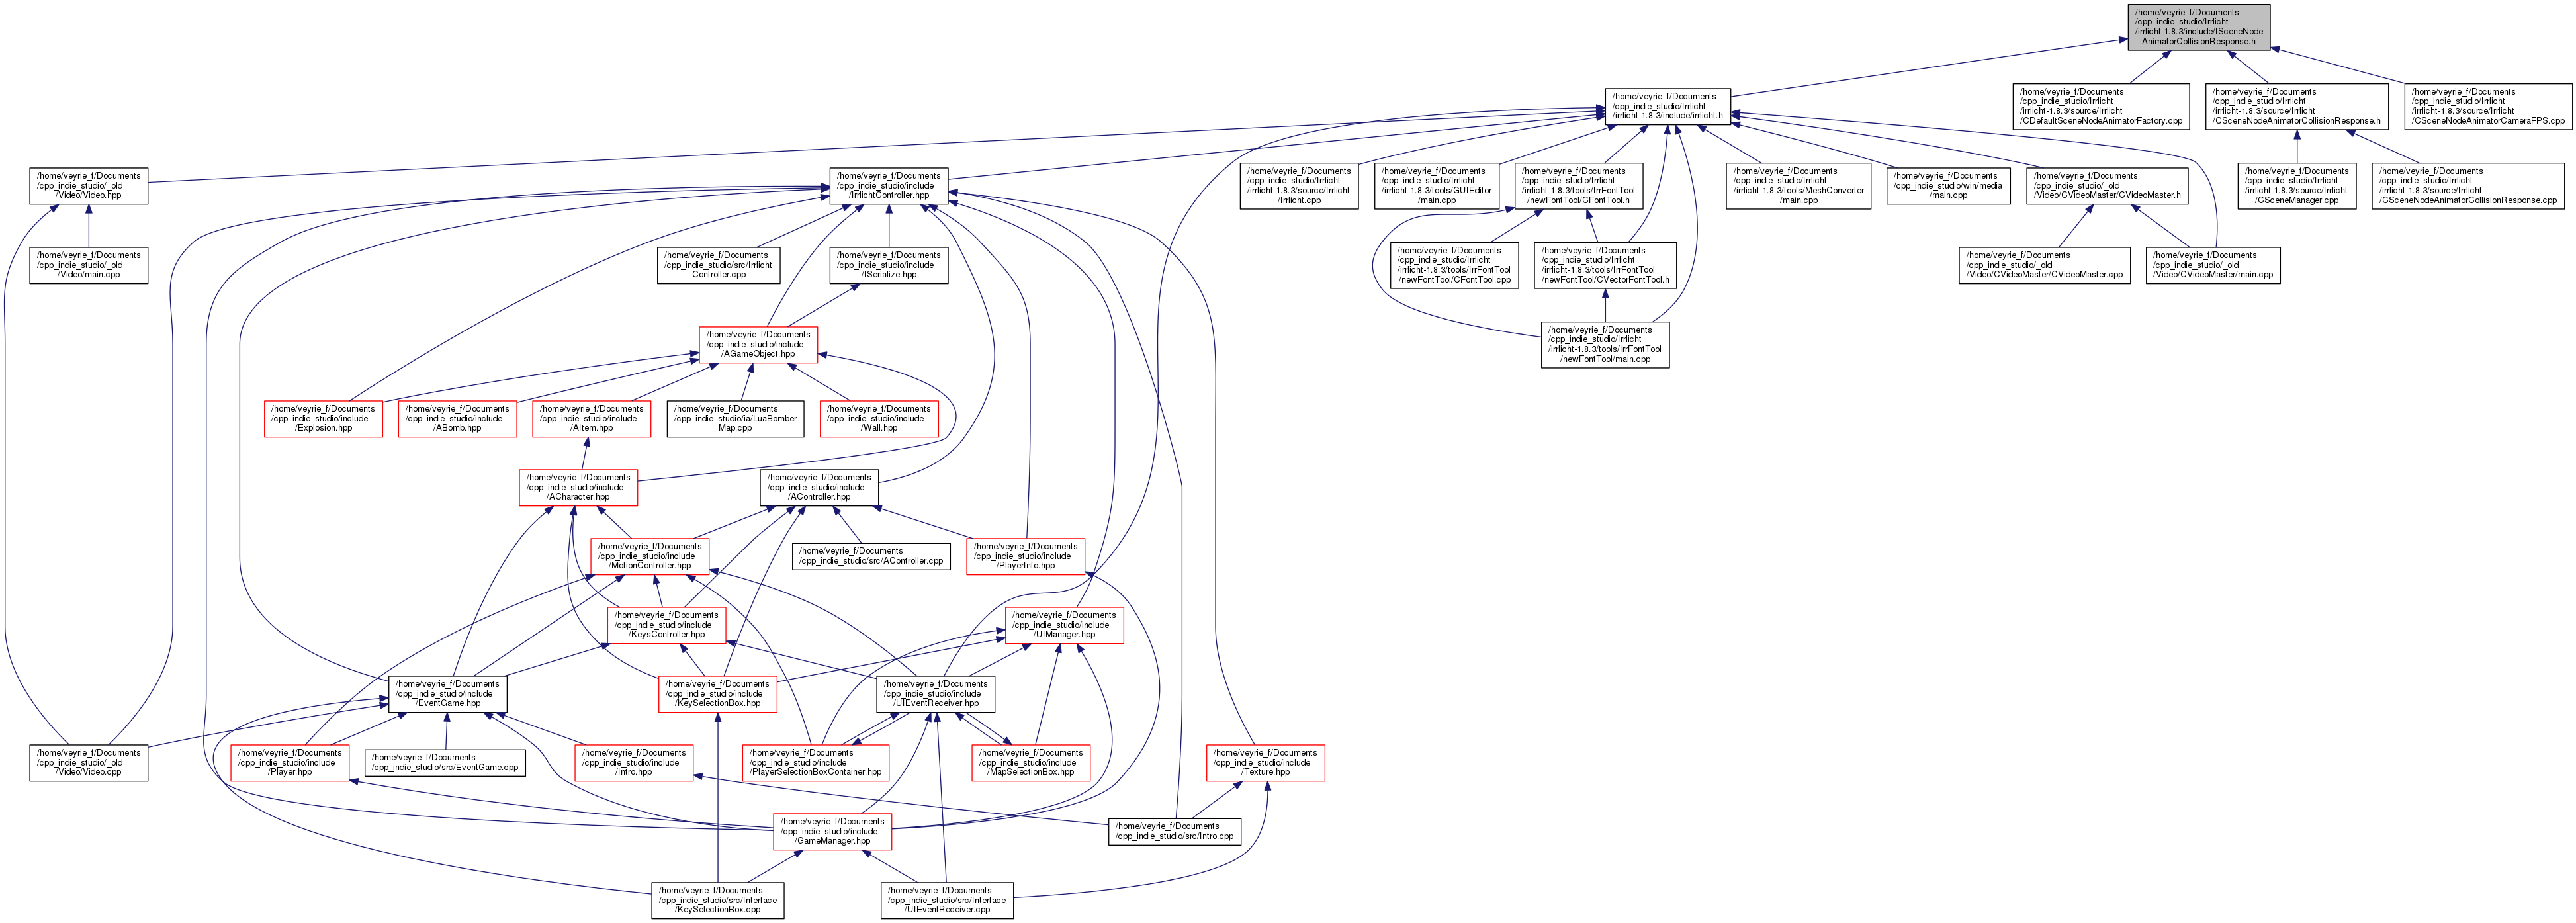 /home/veyrie_f/Documents
/cpp_indie_studio/Irrlicht
/irrlicht-1.8.3/include/ISceneNode
AnimatorCollisionResponse.h
/home/veyrie_f/Documents
/cpp_indie_studio/Irrlicht
/irrlicht-1.8.3/include/irrlicht.h
/home/veyrie_f/Documents
/cpp_indie_studio/Irrlicht
/irrlicht-1.8.3/source/Irrlicht
/CDefaultSceneNodeAnimatorFactory.cpp
/home/veyrie_f/Documents
/cpp_indie_studio/Irrlicht
/irrlicht-1.8.3/source/Irrlicht
/CSceneNodeAnimatorCollisionResponse.h
/home/veyrie_f/Documents
/cpp_indie_studio/Irrlicht
/irrlicht-1.8.3/source/Irrlicht
/CSceneNodeAnimatorCameraFPS.cpp
/home/veyrie_f/Documents
/cpp_indie_studio/_old
/Video/Video.hpp
/home/veyrie_f/Documents
/cpp_indie_studio/include
/IrrlichtController.hpp
/home/veyrie_f/Documents
/cpp_indie_studio/Irrlicht
/irrlicht-1.8.3/source/Irrlicht
/Irrlicht.cpp
/home/veyrie_f/Documents
/cpp_indie_studio/Irrlicht
/irrlicht-1.8.3/tools/GUIEditor
/main.cpp
/home/veyrie_f/Documents
/cpp_indie_studio/Irrlicht
/irrlicht-1.8.3/tools/IrrFontTool
/newFontTool/CFontTool.h
/home/veyrie_f/Documents
/cpp_indie_studio/Irrlicht
/irrlicht-1.8.3/tools/MeshConverter
/main.cpp
/home/veyrie_f/Documents
/cpp_indie_studio/win/media
/main.cpp
/home/veyrie_f/Documents
/cpp_indie_studio/_old
/Video/CVideoMaster/CVideoMaster.h
/home/veyrie_f/Documents
/cpp_indie_studio/Irrlicht
/irrlicht-1.8.3/source/Irrlicht
/CSceneManager.cpp
/home/veyrie_f/Documents
/cpp_indie_studio/Irrlicht
/irrlicht-1.8.3/source/Irrlicht
/CSceneNodeAnimatorCollisionResponse.cpp
/home/veyrie_f/Documents
/cpp_indie_studio/_old
/Video/main.cpp
/home/veyrie_f/Documents
/cpp_indie_studio/src/Irrlicht
Controller.cpp
/home/veyrie_f/Documents
/cpp_indie_studio/include
/ISerialize.hpp
/home/veyrie_f/Documents
/cpp_indie_studio/Irrlicht
/irrlicht-1.8.3/tools/IrrFontTool
/newFontTool/CFontTool.cpp
/home/veyrie_f/Documents
/cpp_indie_studio/Irrlicht
/irrlicht-1.8.3/tools/IrrFontTool
/newFontTool/CVectorFontTool.h
/home/veyrie_f/Documents
/cpp_indie_studio/_old
/Video/CVideoMaster/CVideoMaster.cpp
/home/veyrie_f/Documents
/cpp_indie_studio/_old
/Video/CVideoMaster/main.cpp
/home/veyrie_f/Documents
/cpp_indie_studio/include
/AGameObject.hpp
/home/veyrie_f/Documents
/cpp_indie_studio/Irrlicht
/irrlicht-1.8.3/tools/IrrFontTool
/newFontTool/main.cpp
/home/veyrie_f/Documents
/cpp_indie_studio/include
/Explosion.hpp
/home/veyrie_f/Documents
/cpp_indie_studio/include
/ABomb.hpp
/home/veyrie_f/Documents
/cpp_indie_studio/include
/AItem.hpp
/home/veyrie_f/Documents
/cpp_indie_studio/ia/LuaBomber
Map.cpp
/home/veyrie_f/Documents
/cpp_indie_studio/include
/Wall.hpp
/home/veyrie_f/Documents
/cpp_indie_studio/include
/ACharacter.hpp
/home/veyrie_f/Documents
/cpp_indie_studio/include
/AController.hpp
/home/veyrie_f/Documents
/cpp_indie_studio/include
/MotionController.hpp
/home/veyrie_f/Documents
/cpp_indie_studio/src/AController.cpp
/home/veyrie_f/Documents
/cpp_indie_studio/include
/PlayerInfo.hpp
/home/veyrie_f/Documents
/cpp_indie_studio/include
/KeysController.hpp
/home/veyrie_f/Documents
/cpp_indie_studio/include
/UIManager.hpp
/home/veyrie_f/Documents
/cpp_indie_studio/include
/EventGame.hpp
/home/veyrie_f/Documents
/cpp_indie_studio/include
/KeySelectionBox.hpp
/home/veyrie_f/Documents
/cpp_indie_studio/include
/UIEventReceiver.hpp
/home/veyrie_f/Documents
/cpp_indie_studio/_old
/Video/Video.cpp
/home/veyrie_f/Documents
/cpp_indie_studio/include
/Player.hpp
/home/veyrie_f/Documents
/cpp_indie_studio/src/EventGame.cpp
/home/veyrie_f/Documents
/cpp_indie_studio/include
/Intro.hpp
/home/veyrie_f/Documents
/cpp_indie_studio/include
/PlayerSelectionBoxContainer.hpp
/home/veyrie_f/Documents
/cpp_indie_studio/include
/MapSelectionBox.hpp
/home/veyrie_f/Documents
/cpp_indie_studio/include
/Texture.hpp
/home/veyrie_f/Documents
/cpp_indie_studio/include
/GameManager.hpp
/home/veyrie_f/Documents
/cpp_indie_studio/src/Intro.cpp
/home/veyrie_f/Documents
/cpp_indie_studio/src/Interface
/KeySelectionBox.cpp
/home/veyrie_f/Documents
/cpp_indie_studio/src/Interface
/UIEventReceiver.cpp